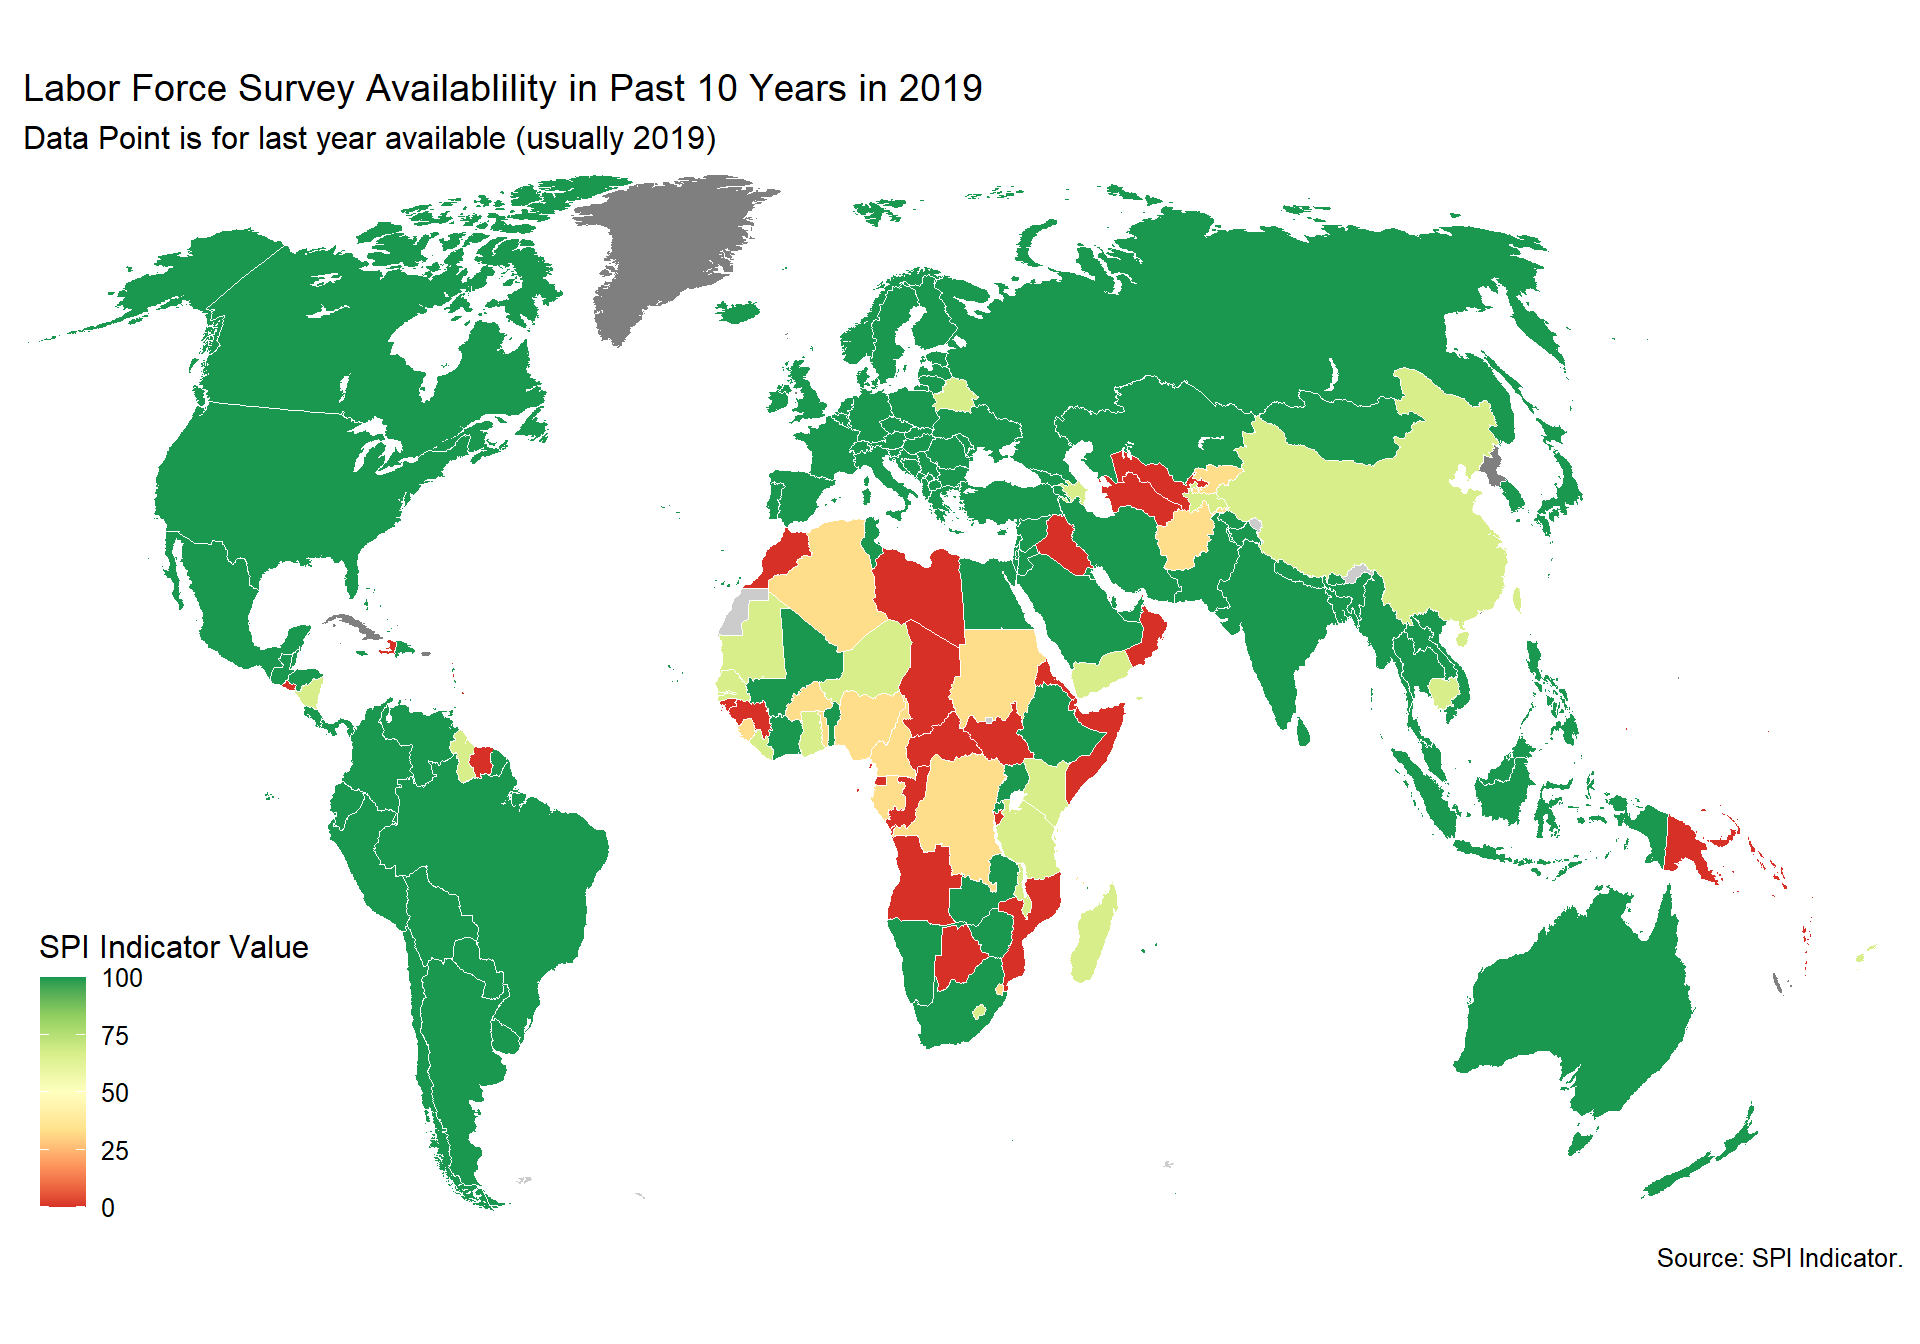 Labor Force Survey Availablility in Past 10 Years in 2019
Data Point is for last year available (usually 2019)
SPI Indicator Value
100
75
50
25
0
Source: SPI Indicator.